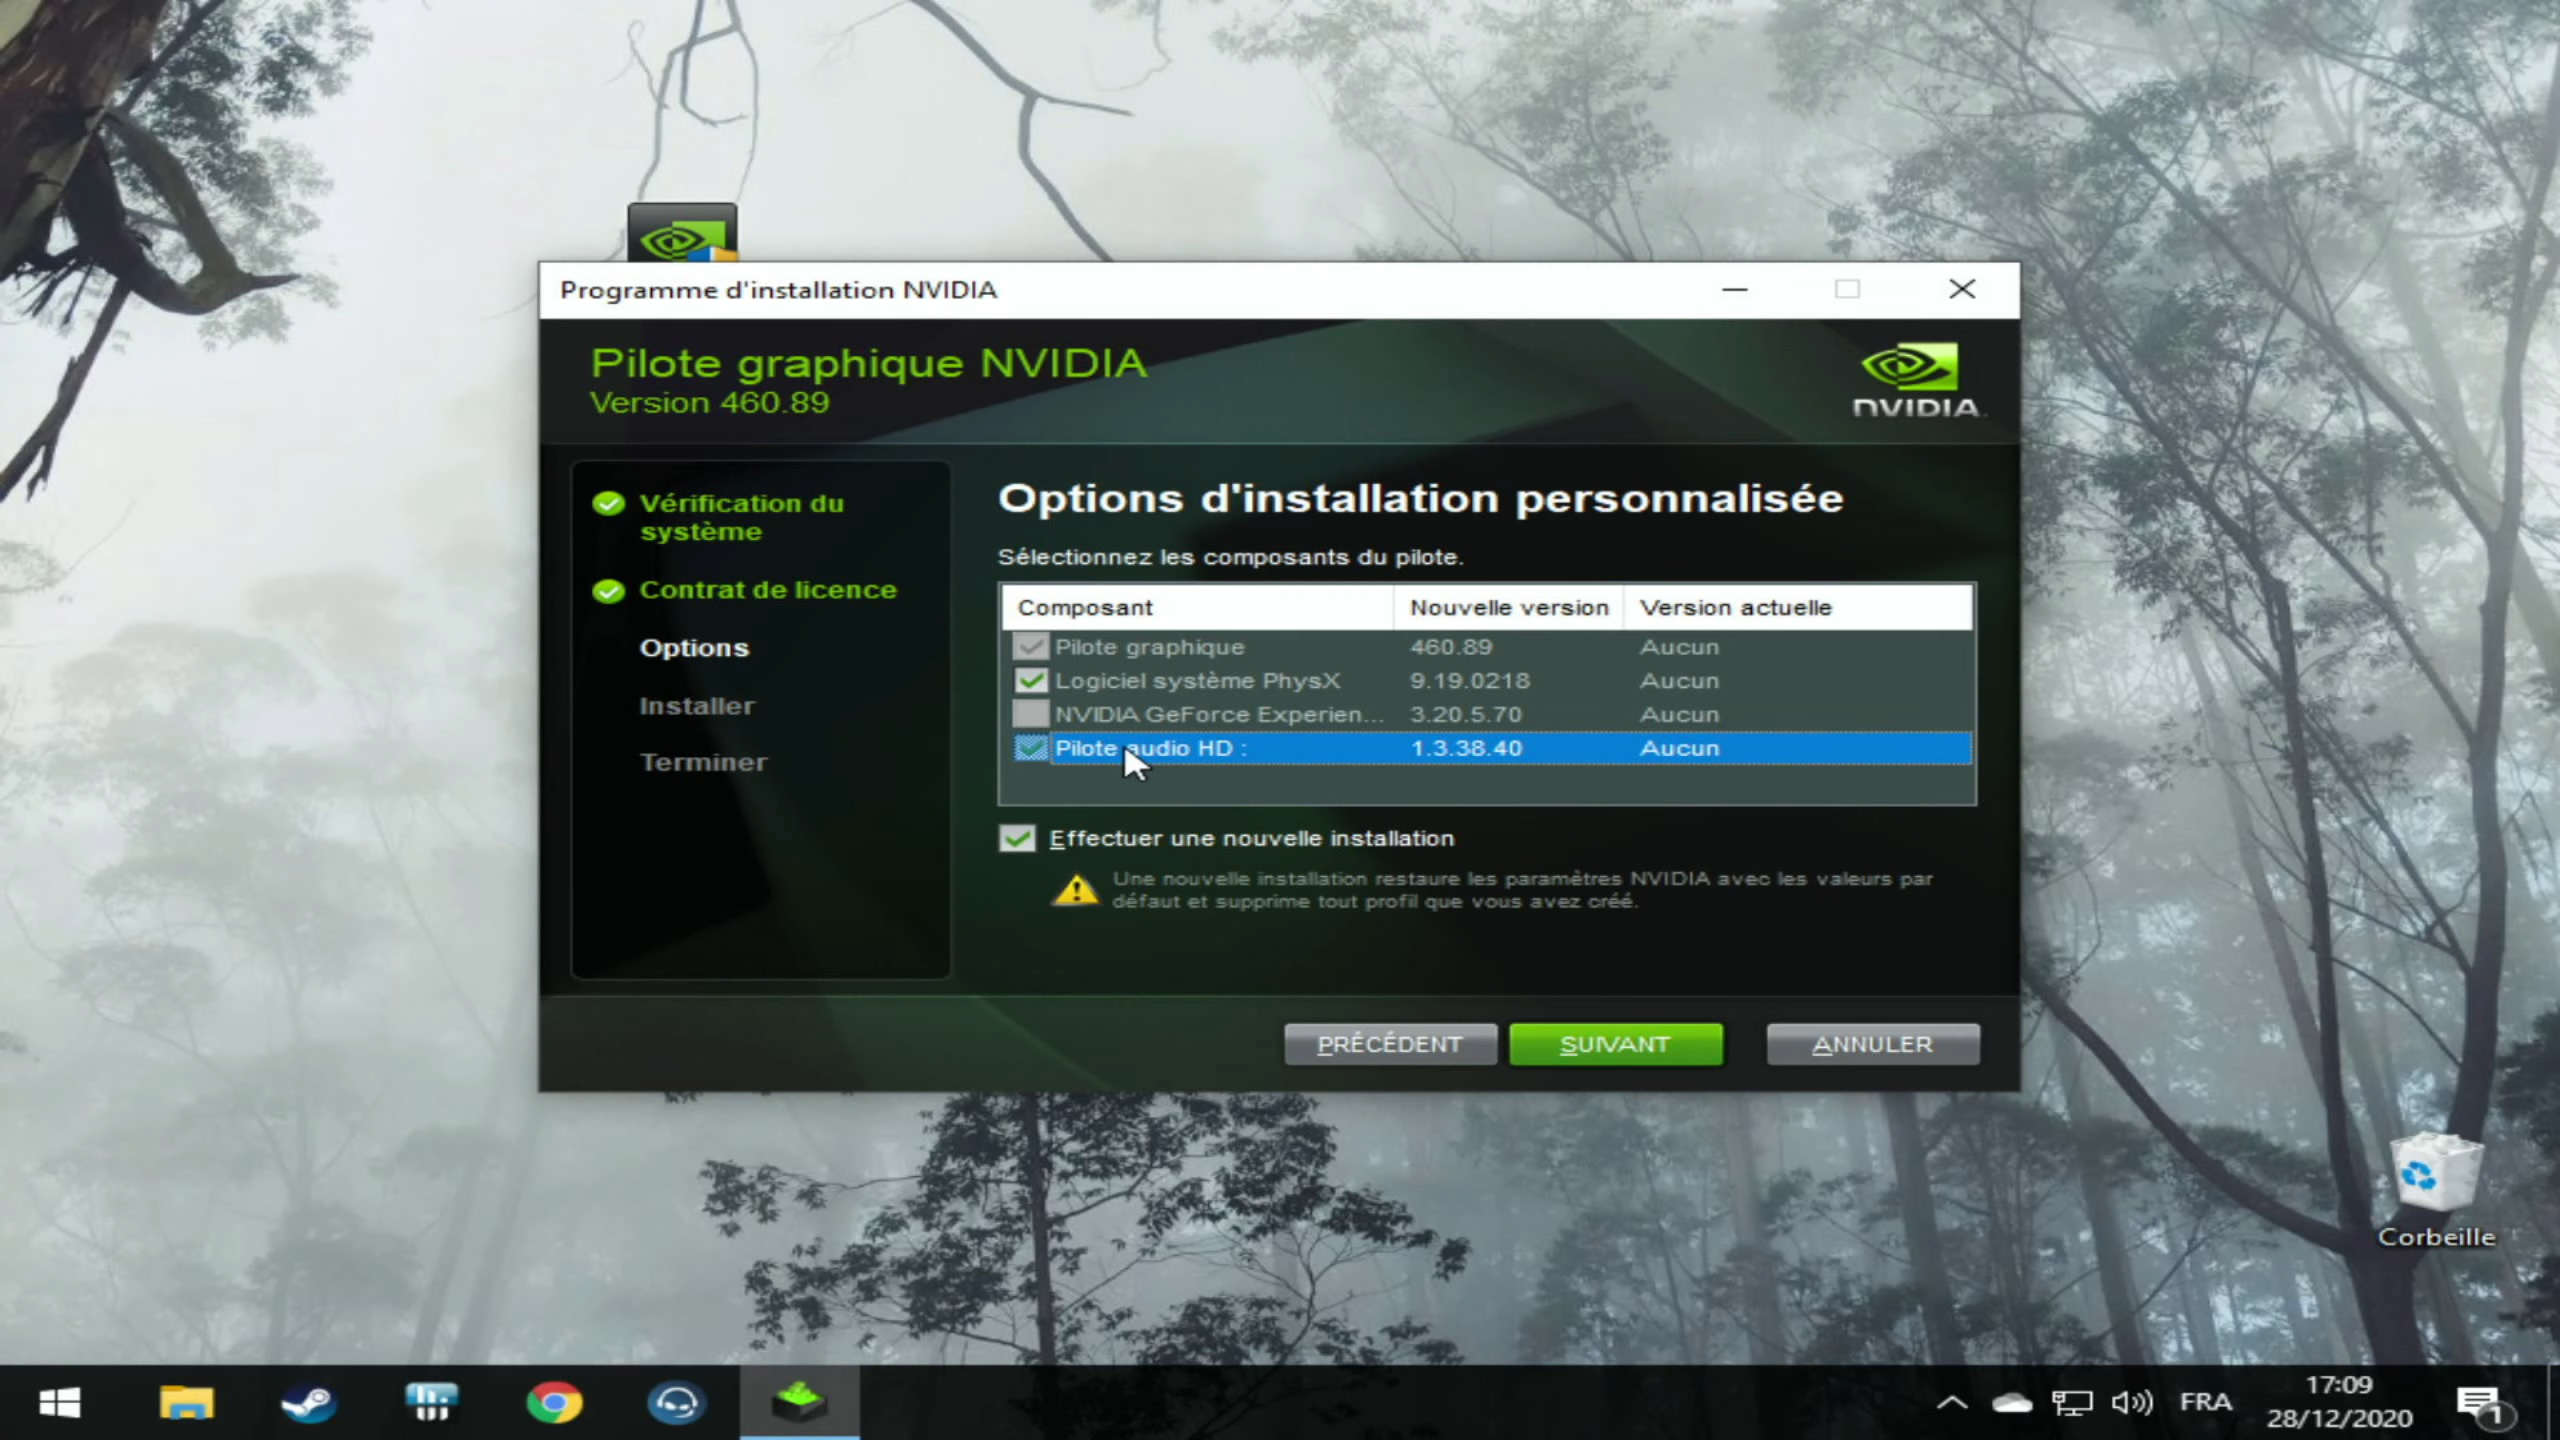 Programme d'installation NVIDIA
Pilote graphique NVIDIA
Version 460.89
NVIDIA
Vérification du
système
Contrat de licence
Options
Installer
Terminer
Options d'installation personnalisée
Sélectionnez les composants du pilote.
Composant Nouvelle version Version actuelle
Pilote graphique 460.89 Aucun
Logiciel système PhysX 9.19.0218 Aucun
NVIDIA GeForce Experien... 3.20.5.70 Aucun
Pilote audio HD : 1.3.38.40 Aucun
Effectuer une nouvelle installation
Une nouvelle installation restaure les paramètres NVIDIA avec les valeurs par
défaut et supprime tout profil que vous avez créé.
PRÉCÉDENT SUIVANT ANNULER
Corbeille
FRA
17:09
28/12/2020
1